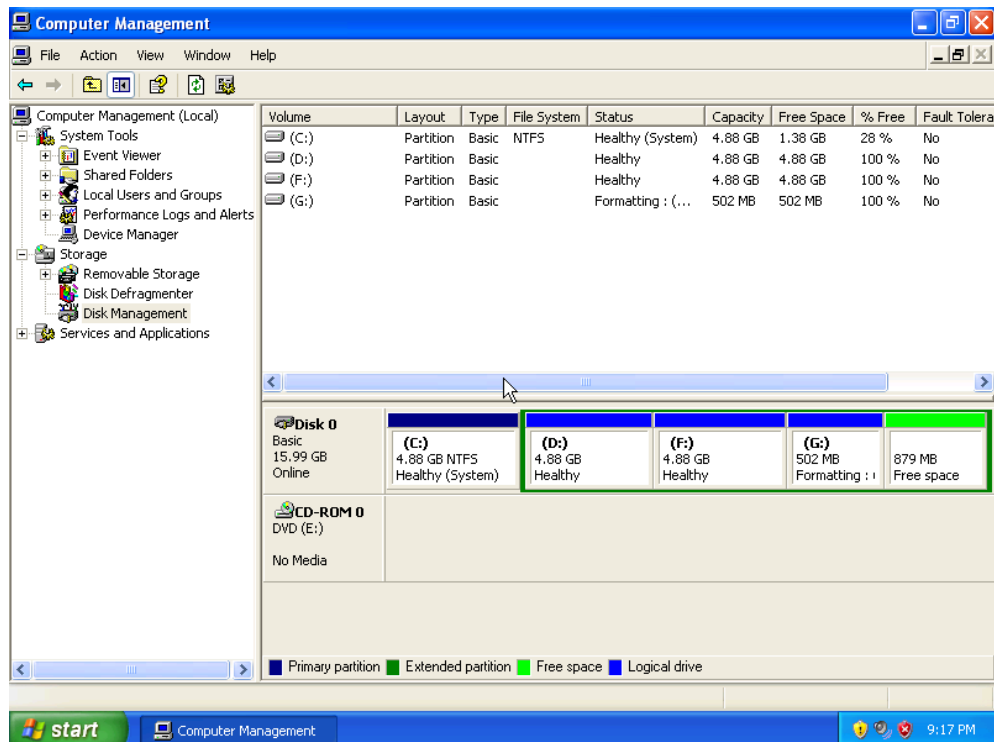 Computer Management
File Action View Window Help
Computer Management (Local)
System Tools
Event Viewer
Shared Folders
Local Users and Groups
Performance Logs and Alerts
Device Manager
Storage
Removable Storage
Disk Defragmenter
Disk Management
Services and Applications
Volume Layout Type File System Status Capacity Free Space % Free Fault Tolera
(C:) Partition Basic NTFS Healthy (System) 4.88 GB 1.38 GB 28 % No
(D:) Partition Basic Healthy 4.88 GB 4.88 GB 100 % No
(F:) Partition Basic Healthy 4.88 GB 4.88 GB 100 % No
(G:) Partition Basic Formatting : (... 502 MB 502 MB 100 % No
Disk 0
Basic
15.99 GB
Online
(C:)
4.88 GB NTFS
Healthy (System)
(D:)
4.88 GB
Healthy
(F:)
4.88 GB
Healthy
(G:)
502 MB
Formatting : (
879 MB
Free space
CD-ROM 0
DVD (E:)
No Media
Primary partition Extended partition Free space Logical drive
start Computer Management 9:17 PM